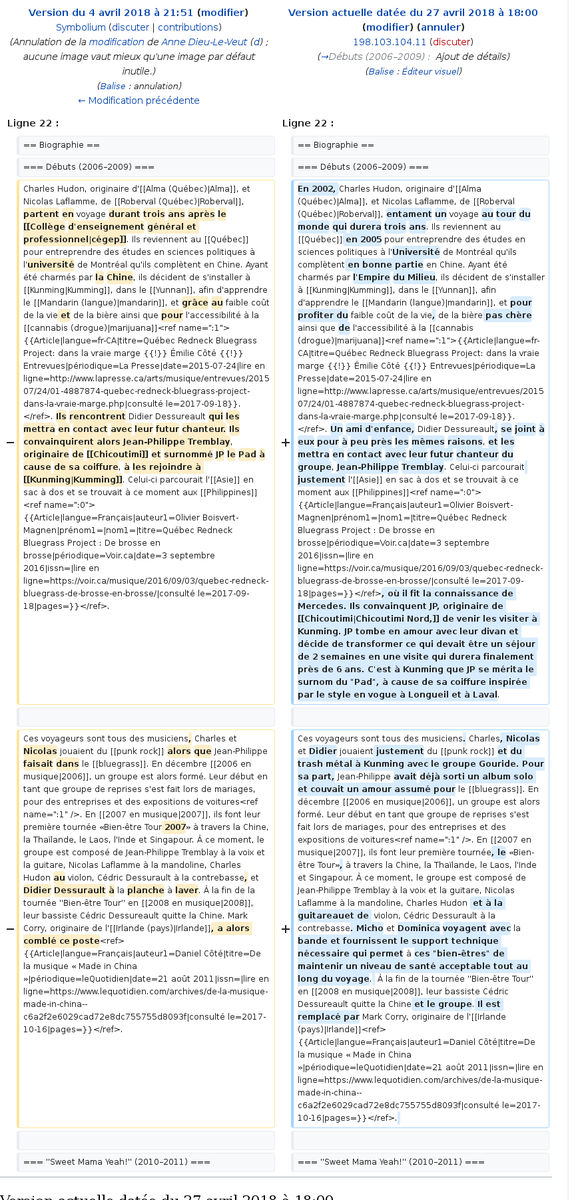 Version du 4 avril 2018 à 21:51 (modifier)
Symbolium (discuter | contributions)
(Annulation de la modification de Anne Dieu-Le-Veut (d) ;
aucune image vaut mieux qu'une image par défaut
inutile.)
(Balise : annulation)
← Modification précédente
Version actuelle datée du 27 avril 2018 à 18:00
(modifier) (annuler)
198.103.104.11 (discuter)
(→Débuts (2006–2009) : Ajout de détails)
(Balise : Éditeur visuel)
Ligne 22 :
Ligne 22 :
== Biographie ==
== Biographie ==
=== Débuts (2006–2009) ===
=== Débuts (2006–2009) ===
−
Charles Hudon, originaire d'[[Alma (Québec)|Alma]], et
Nicolas Laflamme, de [[Roberval (Québec)|Roberval]],
partent en voyage durant trois ans après le
[[Collège d'enseignement général et
professionnel|cégep]]. Ils reviennent au [[Québec]]
pour entreprendre des études en sciences politiques à
l'université de Montréal qu'ils complètent en Chine. Ayant
été charmés par la Chine, ils décident de s'installer à
[[Kunming|Kunming]], dans le [[Yunnan]], afin d'apprendre
le [[Mandarin (langue)|mandarin]], et grâce au faible coût
de la vie et de la bière ainsi que pour l'accessibilité à la
[[cannabis (drogue)|marijuana]]<ref name=":1">
{{Article|langue=fr-CA|titre=Québec Redneck Bluegrass
Project: dans la vraie marge {{!}} Émilie Côté {{!}}
Entrevues|périodique=La Presse|date=2015-07-24|lire en
ligne=http://www.lapresse.ca/arts/musique/entrevues/2015
07/24/01-4887874-quebec-redneck-bluegrass-project-
dans-la-vraie-marge.php|consulté le=2017-09-18}}.
</ref>. Ils rencontrent Didier Dessureault qui les
mettra en contact avec leur futur chanteur. Ils
convainquirent alors Jean-Philippe Tremblay,
originaire de [[Chicoutimi]] et surnommé JP le Pad à
cause de sa coiffure, à les rejoindre à
[[Kunming|Kunming]]. Celui-ci parcourait l'[[Asie]] en
sac à dos et se trouvait à ce moment aux [[Philippines]]
<ref name=":0">
{{Article|langue=Français|auteur1=Olivier Boisvert-
Magnen|prénom1=|nom1=|titre=Québec Redneck
Bluegrass Project : De brosse en
brosse|périodique=Voir.ca|date=3 septembre
2016|issn=|lire en
ligne=https://voir.ca/musique/2016/09/03/quebec-redneck-
bluegrass-de-brosse-en-brosse/|consulté le=2017-09-
18|pages=}}</ref>.
+
En 2002, Charles Hudon, originaire d'[[Alma
(Québec)|Alma]], et Nicolas Laflamme, de [[Roberval
(Québec)|Roberval]], entament un voyage au tour du
monde qui durera trois ans. Ils reviennent au
[[Québec]] en 2005 pour entreprendre des études en
sciences politiques à l'Université de Montréal qu'ils
complètent en bonne partie en Chine. Ayant été
charmés par l'Empire du Milieu, ils décident de s'installer
à [[Kunming|Kunming]], dans le [[Yunnan]], afin
d'apprendre le [[Mandarin (langue)|mandarin]], et pour
profiter du faible coût de la vie, de la bière pas chère
ainsi de l'accessibilité à la [[cannabis
(drogue)|marijuana]]<ref name=":1">{{Article|langue=fr-
CA|titre=Québec Redneck Bluegrass Project: dans la vraie
marge {{!}} Émilie Côté {{!}} Entrevues|périodique=La
Presse|date=2015-07-24|lire en
ligne=http://www.lapresse.ca/arts/musique/entrevues/2015
07/24/01-4887874-quebec-redneck-bluegrass-project-
dans-la-vraie-marge.php|consulté le=2017-09-18}}.
</ref>. Un ami d'enfance, Didier Dessureault, se joint à
eux pour à peu près les mêmes raisons, et les
mettra en contact avec leur futur chanteur du
groupe, Jean-Philippe Tremblay. Celui-ci parcourait
justement l'[[Asie]] en sac à dos et se trouvait à ce
moment aux [[Philippines]]<ref name=":0">
{{Article|langue=Français|auteur1=Olivier Boisvert-
Magnen|prénom1=|nom1=|titre=Québec Redneck
Bluegrass Project : De brosse en
brosse|périodique=Voir.ca|date=3 septembre
2016|issn=|lire en
ligne=https://voir.ca/musique/2016/09/03/quebec-redneck-
bluegrass-de-brosse-en-brosse/|consulté le=2017-09-
18|pages=}}</ref>, où il fit la connaissance de
Mercedes. Ils convainquent JP, originaire de
[[Chicoutimi|Chicoutimi Nord,]] de venir les visiter à
Kunming. JP tombe en amour avec leur divan et
décide de transformer ce qui devait être un séjour
de 2 semaines en une visite qui durera finalement
près de 6 ans. C'est à Kunming que JP se mérita le
surnom du "Pad", à cause de sa coiffure inspirée
par le style en vogue à Longueil et à Laval.
−
Ces voyageurs sont tous des musiciens, Charles et
Nicolas jouaient du [[punk rock]] alors que Jean-Philippe
faisait dans le [[bluegrass]]. En décembre [[2006 en
musique|2006]], un groupe est alors formé. Leur début en
tant que groupe de reprises s'est fait lors de mariages,
pour des entreprises et des expositions de voitures<ref
name=":1" />. En [[2007 en musique|2007]], ils font leur
première tournée «Bien-être Tour 2007» à travers la Chine,
la Thaïlande, le Laos, l'Inde et Singapour. À ce moment, le
groupe est composé de Jean-Philippe Tremblay à la voix et
la guitare, Nicolas Laflamme à la mandoline, Charles
Hudon au violon, Cédric Dessurault à la contrebasse, et
Didier Dessurault à la planche à laver. À la fin de la
tournée ''Bien-être Tour'' en [[2008 en musique|2008]],
leur bassiste Cédric Dessureault quitte la Chine. Mark
Corry, originaire de l'[[Irlande (pays)|Irlande]], a alors
comblé ce poste<ref>
{{Article|langue=Français|auteur1=Daniel Côté|titre=De
la musique « Made in China
»|périodique=leQuotidien|date=21 août 2011|issn=|lire en
ligne=https://www.lequotidien.com/archives/de-la-musique-
made-in-china--
c6a2f2e6029cad72e8dc755755d8093f|consulté le=2017-
10-16|pages=}}</ref>.
+
Ces voyageurs sont tous des musiciens. Charles, Nicolas
et Didier jouaient justement du [[punk rock]] et du
trash métal à Kunming avec le groupe Gouride. Pour
sa part, Jean-Philippe avait déjà sorti un album solo
et couvait un amour assumé pour le [[bluegrass]]. En
décembre [[2006 en musique|2006]], un groupe est alors
formé. Leur début en tant que groupe de reprises s'est
fait lors de mariages, pour des entreprises et des
expositions de voitures<ref name=":1" />. En [[2007 en
musique|2007]], ils font leur première tournée, le «Bien-
être Tour», à travers la Chine, la Thaïlande, le Laos, l'Inde
et Singapour. À ce moment, le groupe est composé de
Jean-Philippe Tremblay à la voix et la guitare, Nicolas
Laflamme à la mandoline, Charles Hudon et à la
guitareauet de violon, Cédric Dessurault à la
contrebasse. Micho et Dominica voyagent avec la
bande et fournissent le support technique
nécessaire qui permet à ces "bien-êtres" de
maintenir un niveau de santé acceptable tout au
long du voyage. À la fin de la tournée ''Bien-être Tour''
en [[2008 en musique|2008]], leur bassiste Cédric
Dessureault quitte la Chine et le groupe. Il est
remplacé par Mark Corry, originaire de l'[[Irlande
(pays)|Irlande]]<ref>
{{Article|langue=Français|auteur1=Daniel Côté|titre=De
la musique « Made in China
»|périodique=leQuotidien|date=21 août 2011|issn=|lire en
ligne=https://www.lequotidien.com/archives/de-la-musique-
made-in-china--
c6a2f2e6029cad72e8dc755755d8093f|consulté le=2017-
10-16|pages=}}</ref>.
=== ''Sweet Mama Yeah!'' (2010–2011) ===
=== ''Sweet Mama Yeah!'' (2010–2011) ===
Version actuelle datée du 27 avril 2018 à 18:00